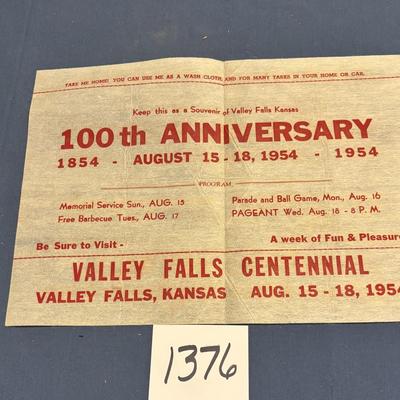 TAKE ME HOME! YOU CAN USE ME AS A WASH CLOTH, AND FOR MANY TASKS IN YOUR HOME OR CAR.
Keep this as a Souvenir of Valley Falls Kansas
100th ANNIVERSARY
1854 - AUGUST 15-18, 1954 - 1954
PROGRAM
Memorial Service Sun., AUG. 15
Parade and Ball Game, Mon., Aug. 16
Free Barbecue Tues., AUG. 17
PAGEANT Wed. Aug. 18 - 8 P.M.
Be Sure to Visit -
A week of Fun & Pleasure
VALLEY FALLS CENTENNIAL
VALLEY FALLS, KANSAS AUG. 15 - 18, 1954
1376